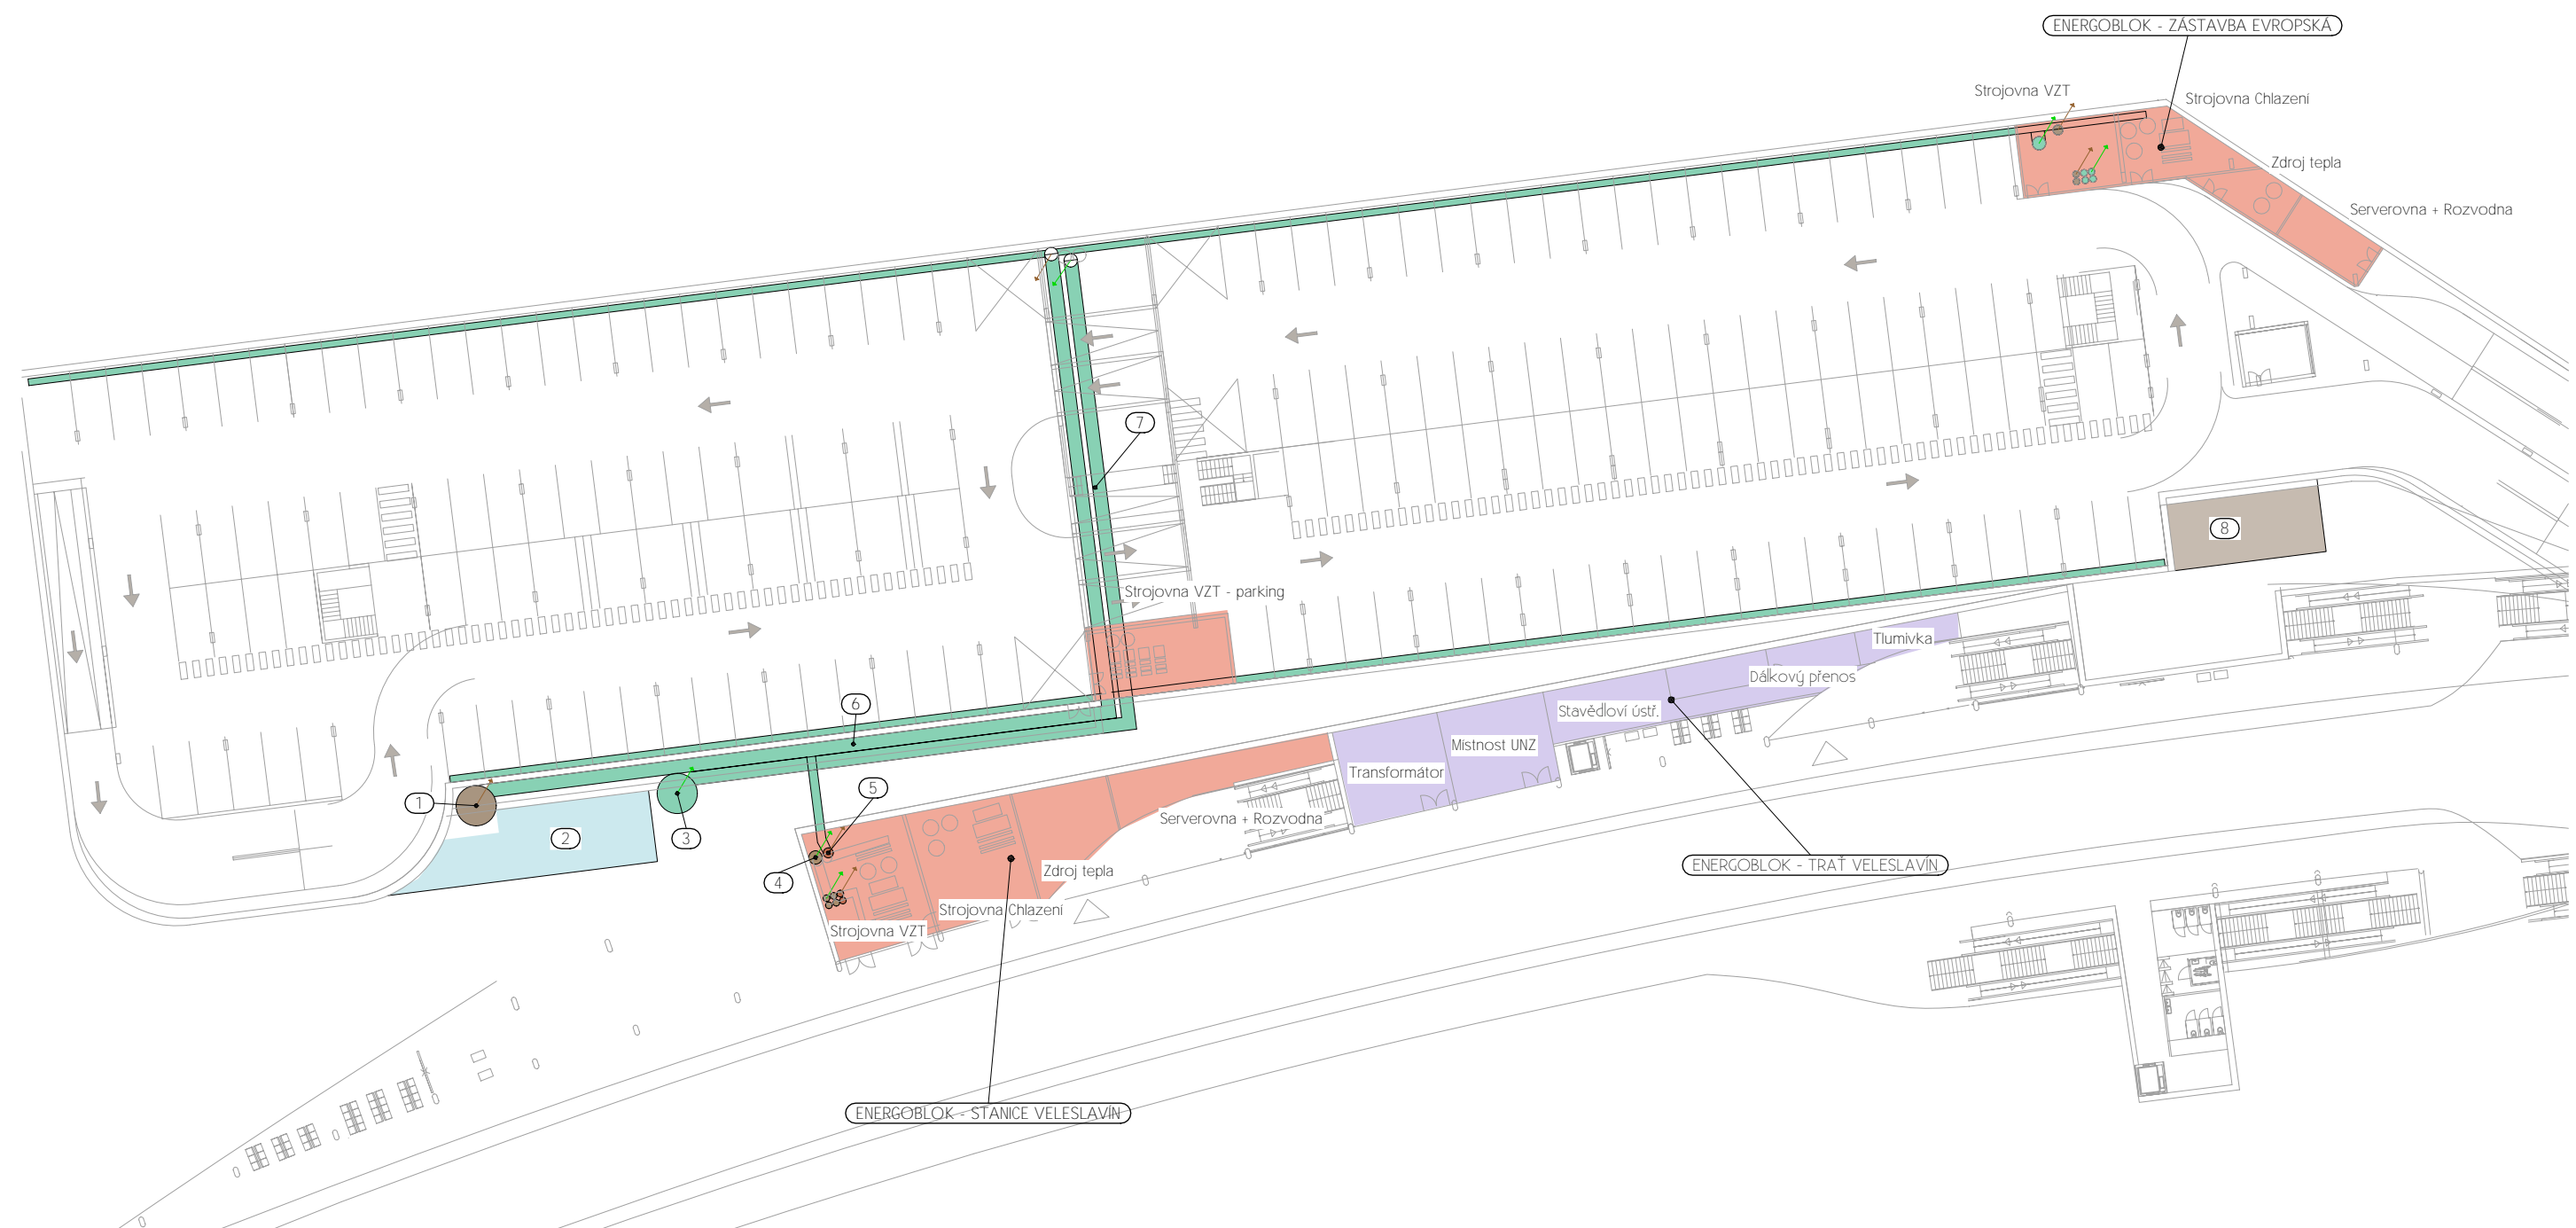 ENERGOBLOK - ZÁSTAVBA EVROPSKÁ
Strojovna VZT
Strojovna Chlazení
Zdroj tepla
Serverovna + Rozvodna
7
8
Strojovna VZT - parking
Tlumivka
Dálkový přenos
6
Stavědloví ústř.
Místnost UNZ
Transformátor
5
1
2
3
Serverovna + Rozvodna
4
Zdroj tepla
ENERGOBLOK - TRAŤ VELESLAVÍN
Strojovna Chlazení
Strojovna VZT
ENERGOBLOK - STANICE VELESLAVÍN